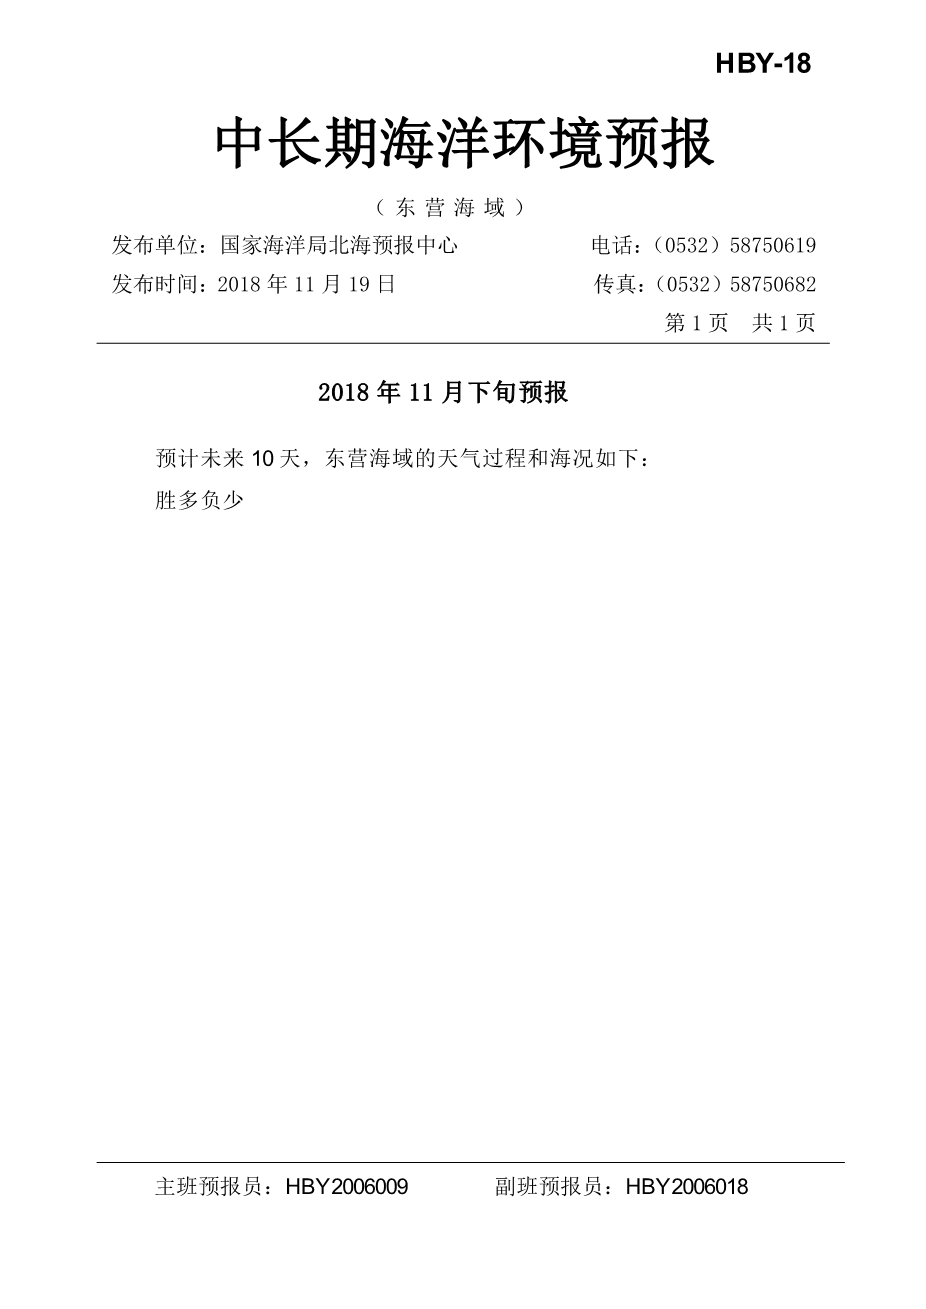 HBY-18
中长期海洋环境预报
（东营海域）
发布单位：国家海洋局北海预报中心 电话：（0532）58750619
发布时间：2018 年 11 月 19 日 传真：（0532）58750682
第 1 页 共 1 页
2018 年 11 月下旬预报
预计未来 10 天，东营海域的天气过程和海况如下：
胜多负少
主班预报员：HBY2006009 副班预报员：HBY2006018